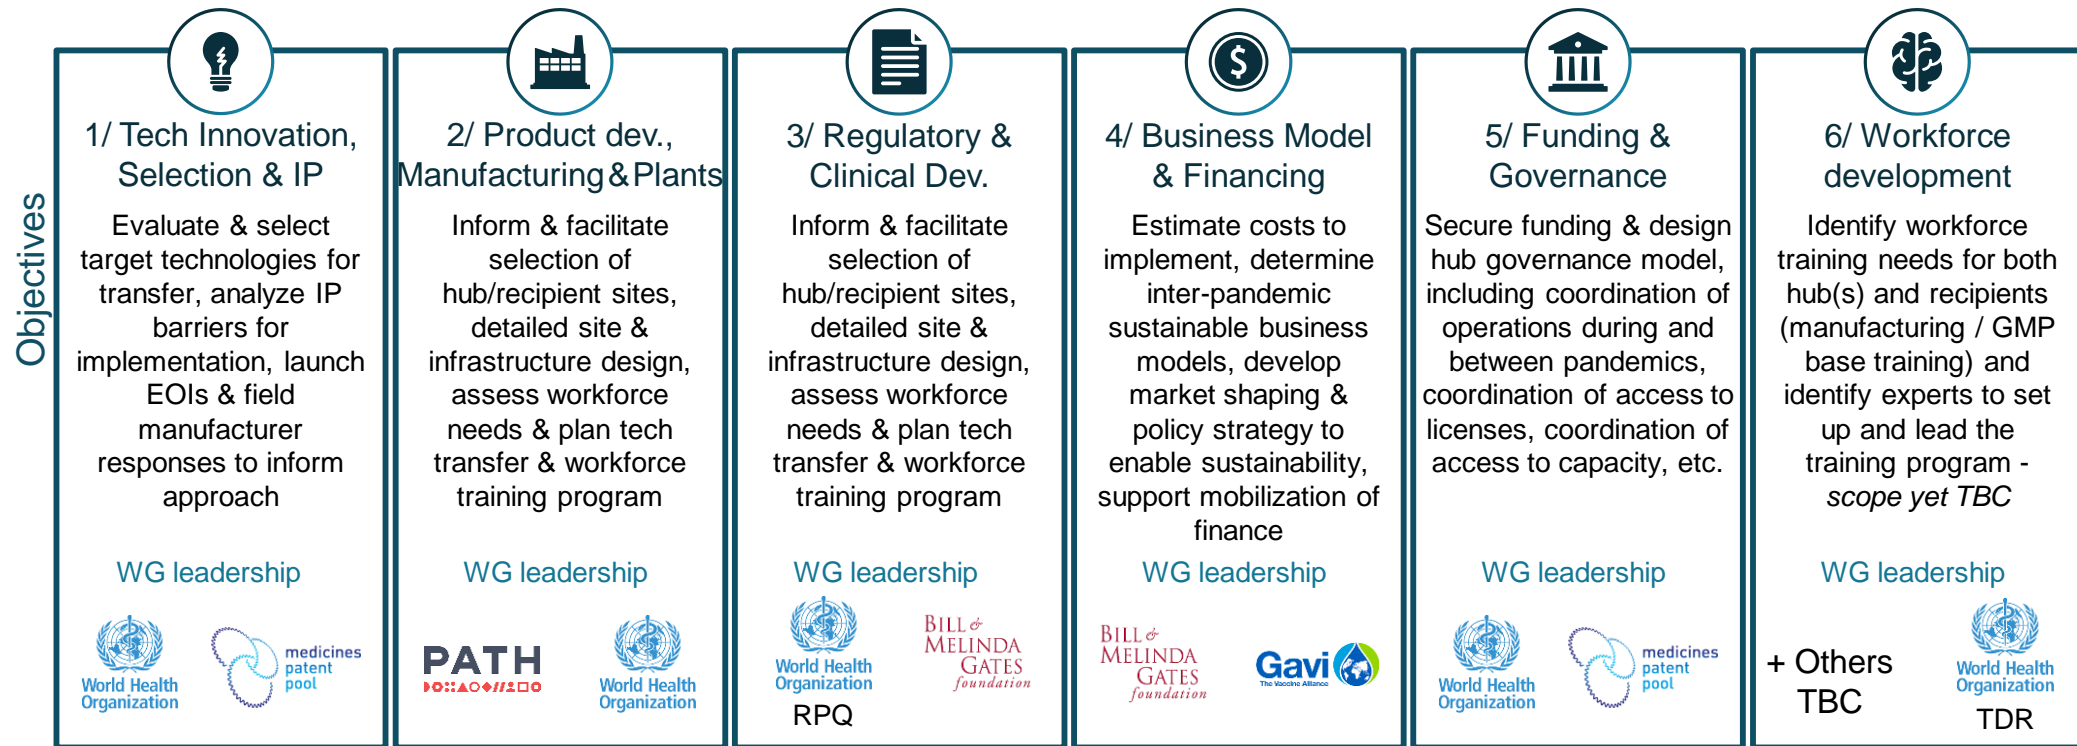 Objectives
1/ Tech Innovation,
Selection & IP
Evaluate & select
target technologies for
transfer, analyze IP
barriers for
implementation, launch
EOIs & field
manufacturer
responses to inform
approach
WG leadership
World Health
Organization
medicines
patent
pool
2/ Product dev.,
Manufacturing & Plants
Inform & facilitate
selection of
hub/recipient sites,
detailed site &
infrastructure design,
assess workforce
needs & plan tech
transfer & workforce
training program
WG leadership
PATH
World Health
Organization
3/ Regulatory &
Clinical Dev.
Inform & facilitate
selection of
hub/recipient sites,
detailed site &
infrastructure design,
assess workforce
needs & plan tech
transfer & workforce
training program
WG leadership
World Health
Organization
RPQ
BILL &
MELINDA
GATES
foundation
4/ Business Model
& Financing
Estimate costs to
implement, determine
inter-pandemic
sustainable business
models, develop
market shaping &
policy strategy to
enable sustainability,
support mobilization of
finance
WG leadership
BILL &
MELINDA
GATES
foundation
Gavi
The Vaccine Alliance
5/ Funding &
Governance
Secure funding & design
hub governance model,
including coordination of
operations during and
between pandemics,
coordination of access to
licenses, coordination of
access to capacity, etc.
WG leadership
World Health
Organization
medicines
patent
pool
6/ Workforce
development
Identify workforce
training needs for both
hub(s) and recipients
(manufacturing / GMP
base training) and
identify experts to set
up and lead the
training program -
scope yet TBC
WG leadership
+ Others
TBC
World Health
Organization
TDR